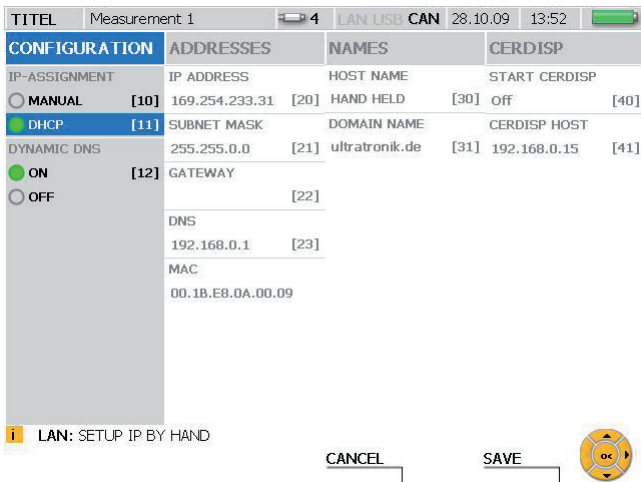 TITEL Measurement 1 4 LAN USB CAN 28.10.09 13:52
CONFIGURATION ADDRESSES NAMES CERDISP
IP-ASSIGNMENT IP ADDRESS HOST NAME START CERDISP
MANUAL [10] 169.254.233.31 [20] HAND HELD [30] Off [40]
DHCP [11] SUBNET MASK DOMAIN NAME CERDISP HOST
DYNAMIC DNS 255.255.0.0 [21] ultratronik.de [31] 192.168.0.15 [41]
ON [12] GATEWAY
OFF [22]
DNS
192.168.0.1 [23]
MAC
00.1B.E8.0A.00.09
i LAN: SETUP IP BY HAND
CANCEL SAVE OK